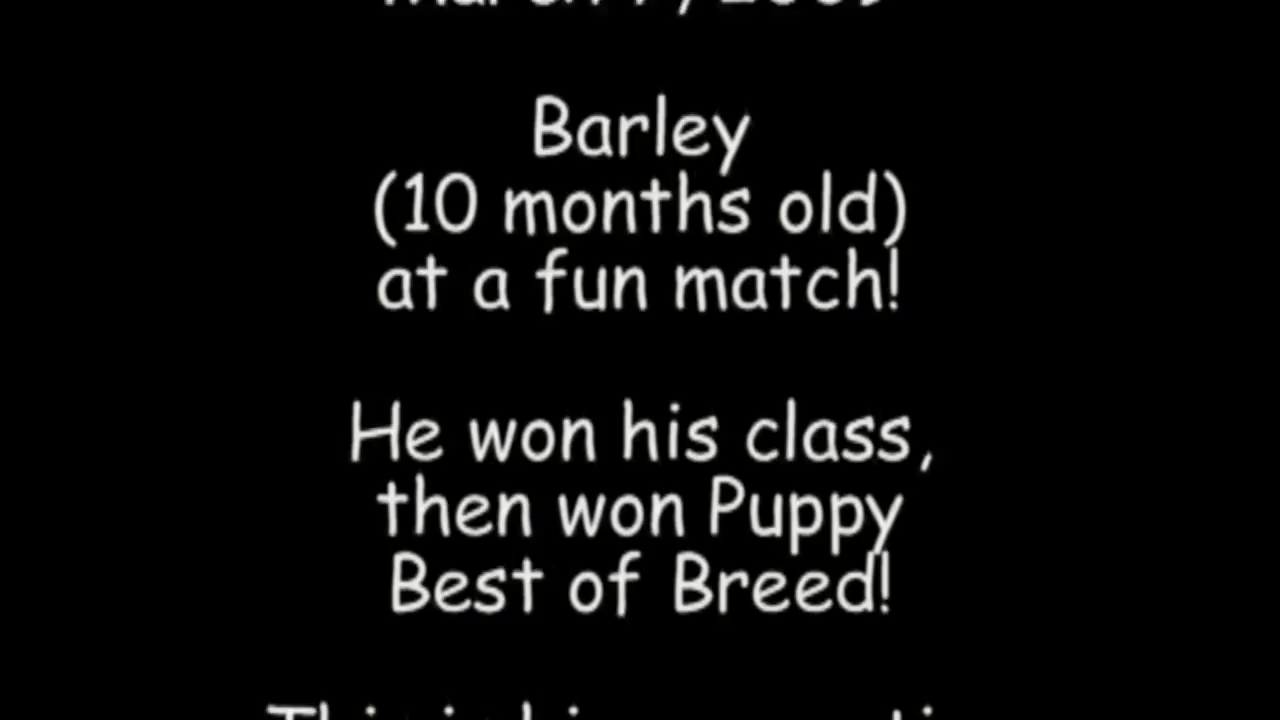 Barley
(10 months old)
at a fun match!
He won his class,
then won Puppy
Best of Breed!